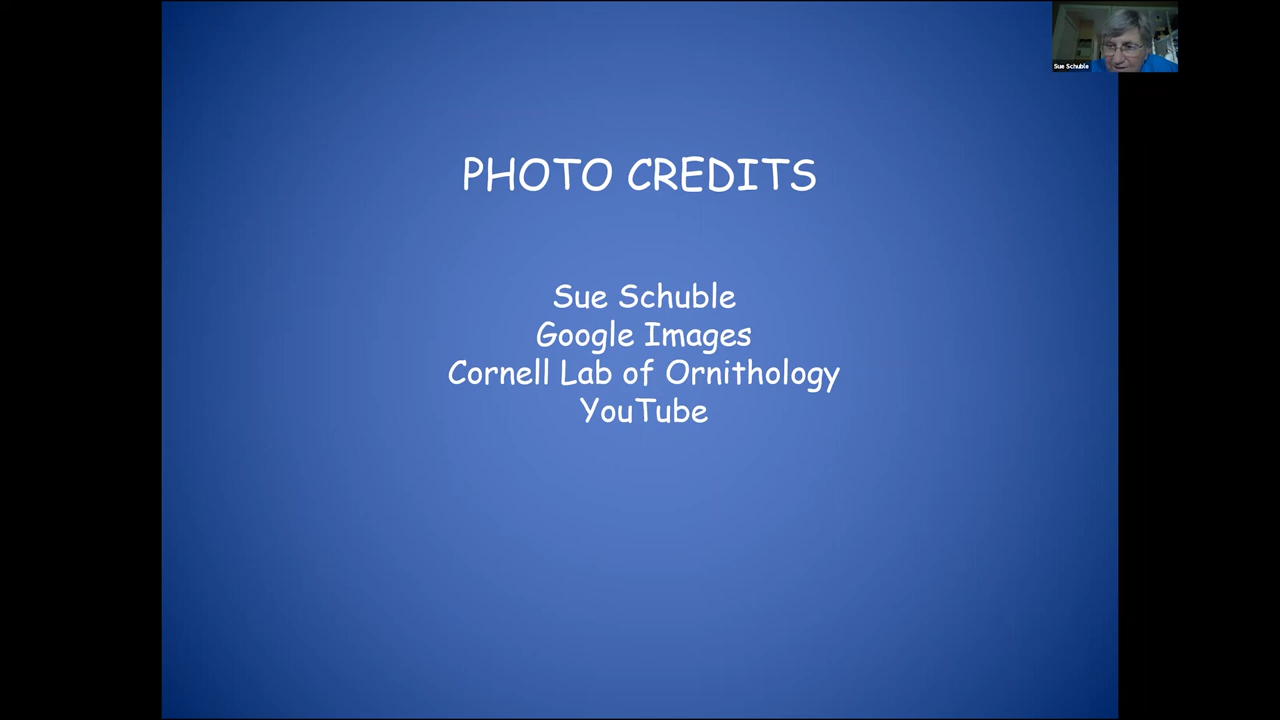 Sue Schuble
PHOTO CREDITS
Sue Schuble
Google Images
Cornell Lab of Ornithology
YouTube